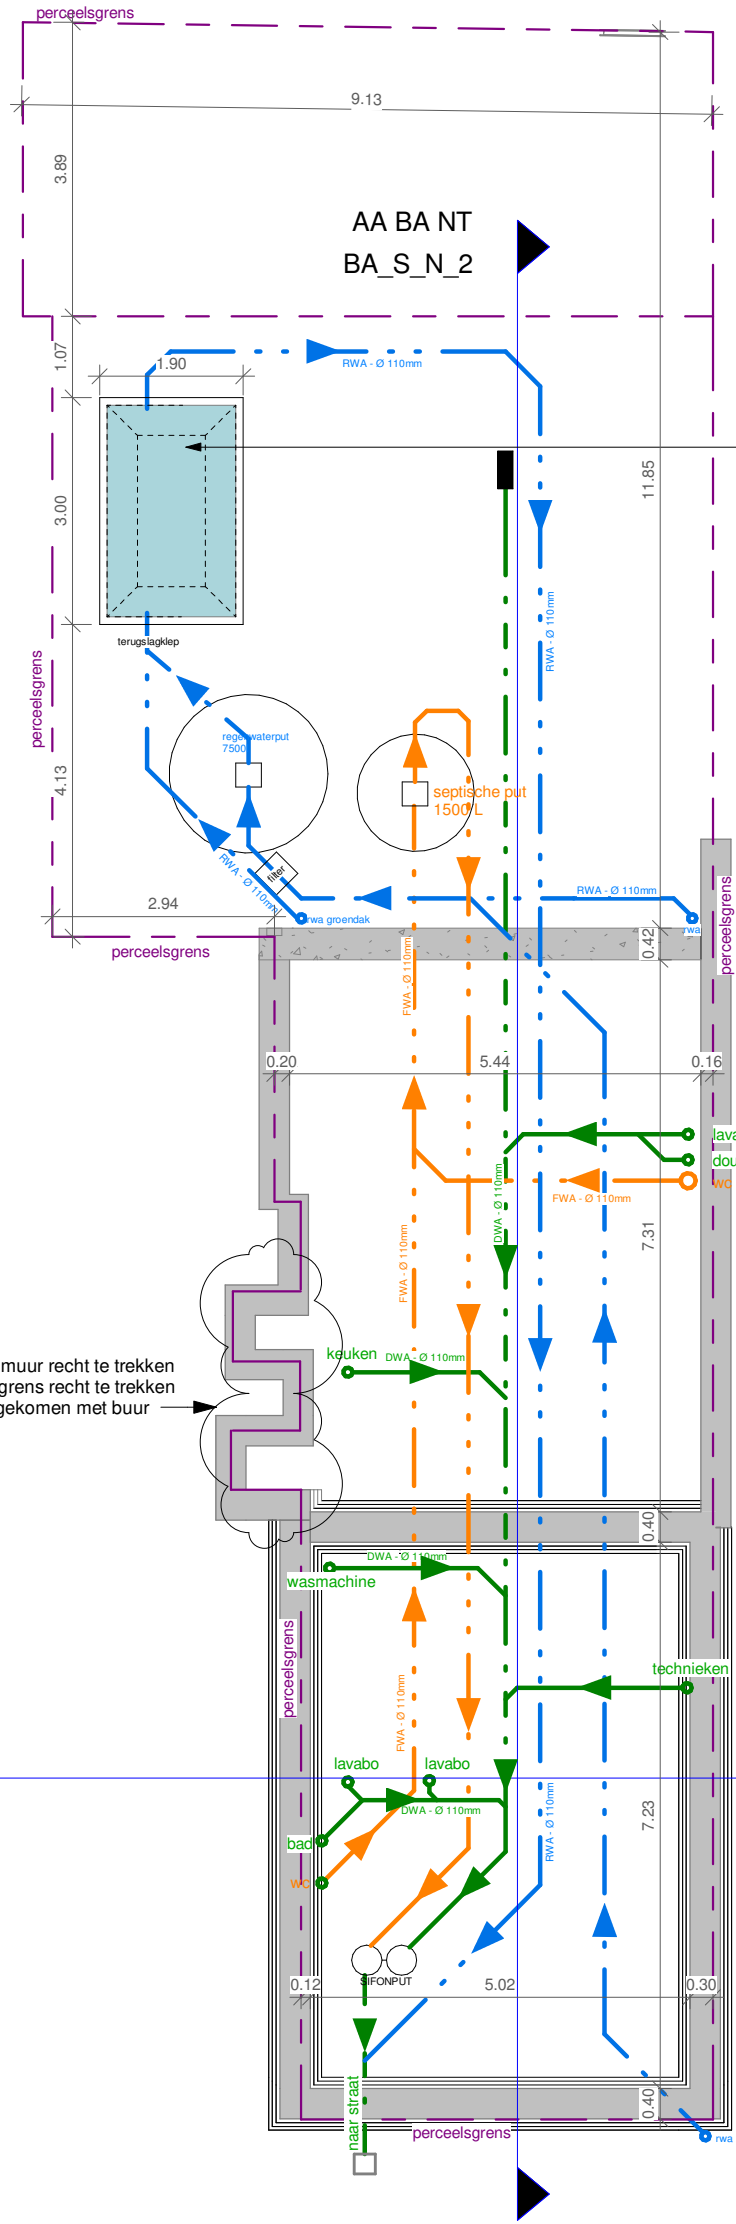 perceelsgrens
9.13
3.89
AA BA NT
BA_S_N_2
1.07
1.90
RWA - Ø 110mm
11.85
3.00
RWA - Ø 110mm
terugslagklep
perceelsgrens
regenwaterput
7500
septische put
1500 L
4.13
filter
RWA - Ø 110mm
RWA - Ø 110mm
2.94
rwa groendak
rwa
perceelsgrens
perceelsgrens
0.42
FWA - Ø 110mm
0.20
5.44
0.16
DWA - Ø 110mm
wc
FWA - Ø 110mm
FWA - Ø 110mm
7.31
keuken
DWA - Ø 110mm
muur recht te trekken
grens recht te trekken
gekomen met buur
0.40
DWA - Ø 110mm
wasmachine
perceelsgrens
technieken
FWA - Ø 110mm
lavabo
lavabo
DWA - Ø 110mm
RWA - Ø 110mm
7.23
bad
wc
SIFONPUT
0.12
5.02
0.30
naar straat
0.40
perceelsgrens
rwa